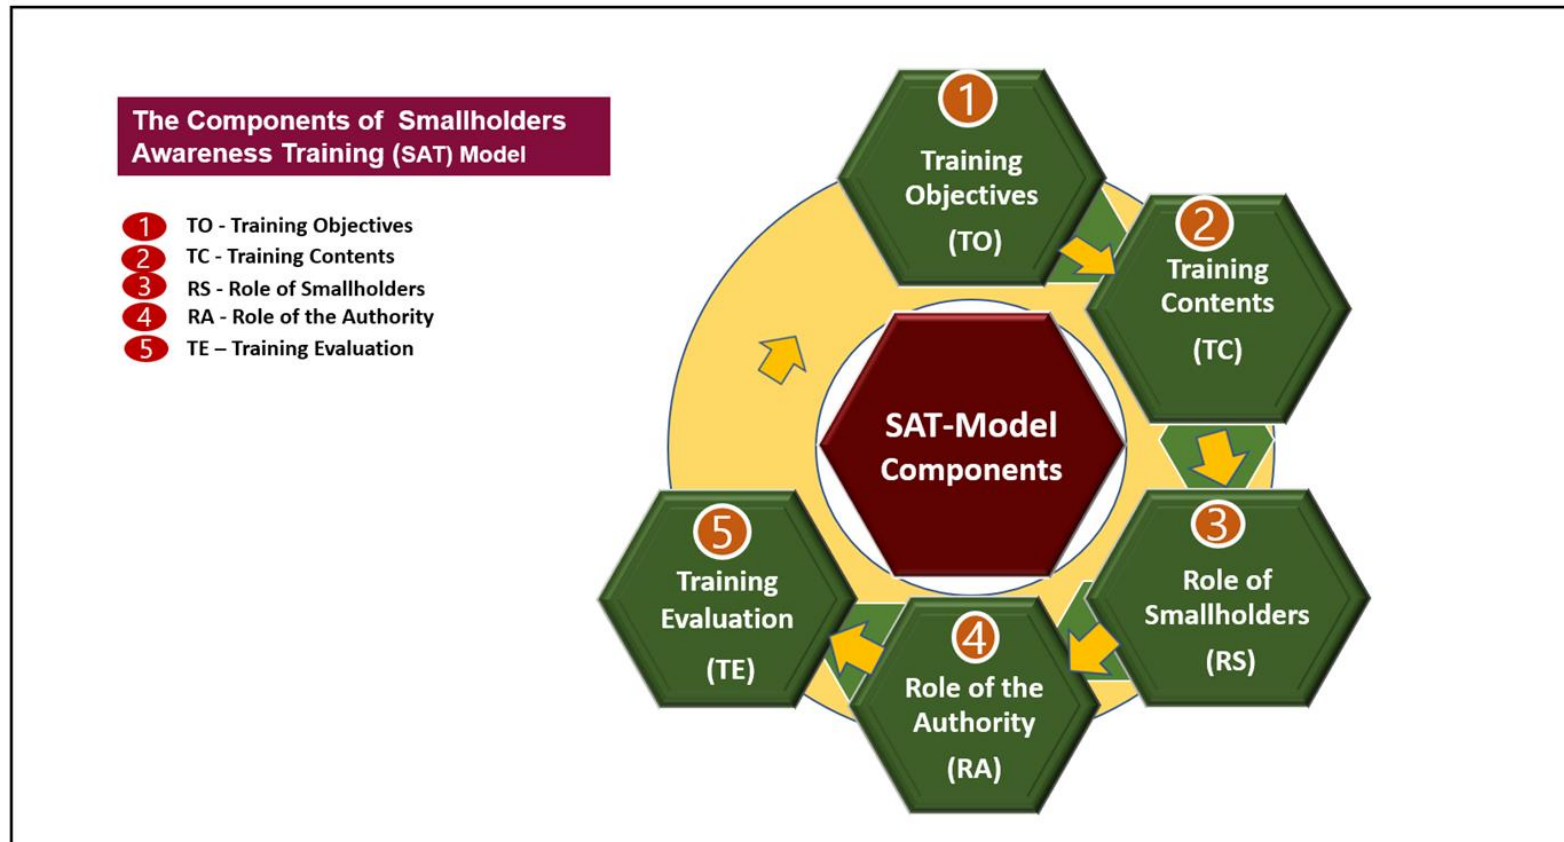 The Components of Smallholders
Awareness Training (SAT) Model
1 TO - Training Objectives
2 TC - Training Contents
3 RS - Role of Smallholders
4 RA - Role of the Authority
5 TE – Training Evaluation
1
Training
Objectives
(TO)
2
Training
Contents
(TC)
SAT-Model
Components
3
Role of
Smallholders
(RS)
4
Role of the
Authority
(RA)
5
Training
Evaluation
(TE)